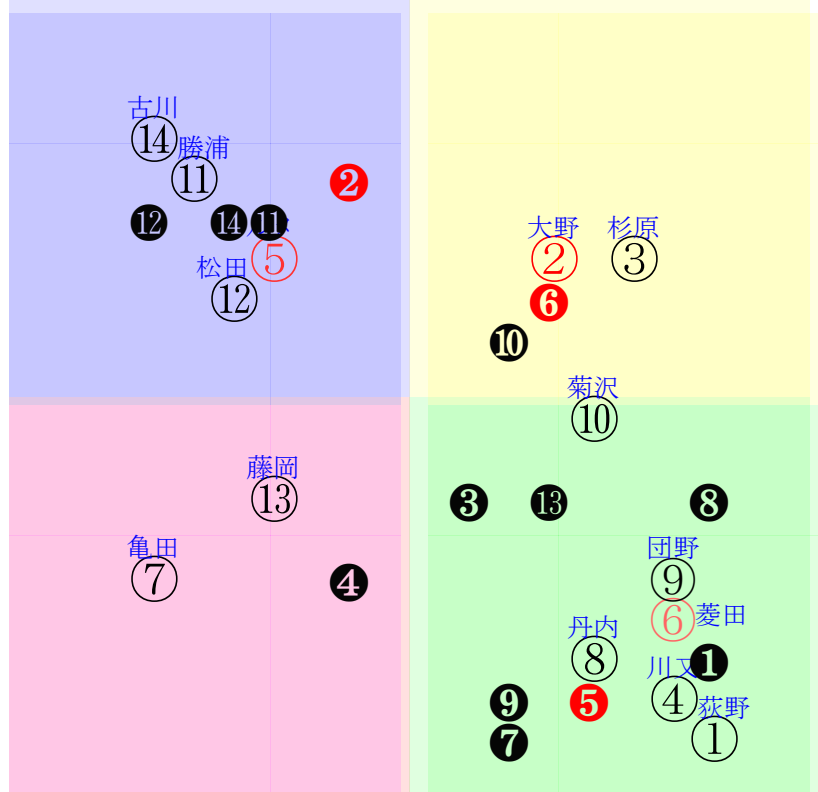 古川
⑭
勝浦
⑪
❷
⓬
⓮
⓫
⑤
松田
⑫
大野
②
杉原
③
❻
❿
菊沢
⑩
藤岡
⑬
❸
⓭
❽
亀田
⑦
❹
団野
⑨
⑥
菱田
丹内
⑧
川又
④
❶
荻野
①
❾
❺
❼